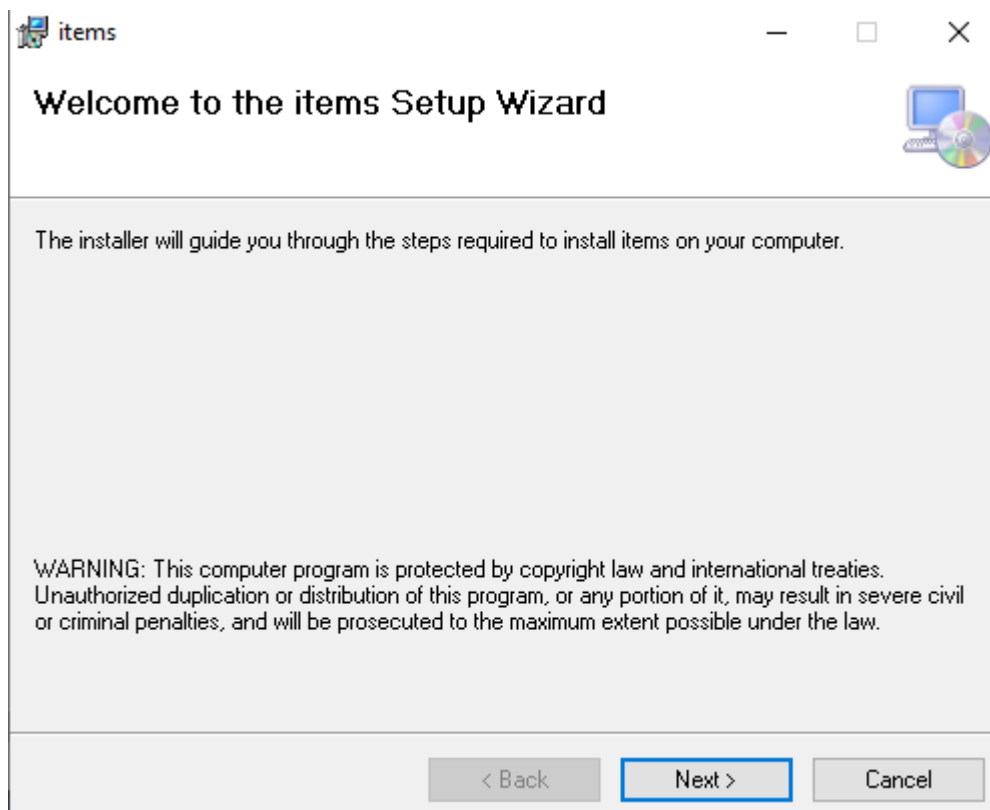 items
Welcome to the items Setup Wizard
The installer will guide you through the steps required to install items on your computer.
WARNING: This computer program is protected by copyright law and international treaties.
Unauthorized duplication or distribution of this program, or any portion of it, may result in severe civil
or criminal penalties, and will be prosecuted to the maximum extent possible under the law.
< Back Next > Cancel